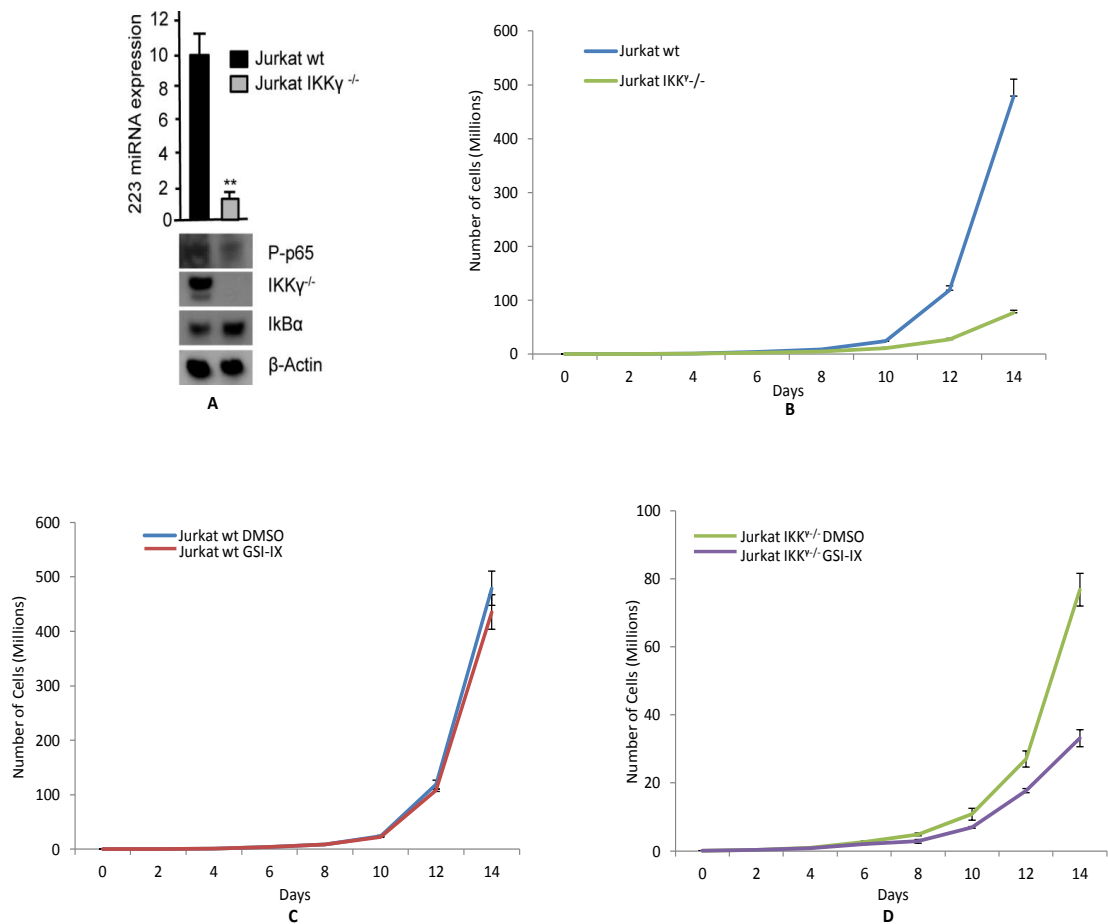 12
10
8
6
4
2
0
223 miRNA expression
Jurkat wt
Jurkat IKKγ -/-
**
P-p65
IKKγ-/-
IkBα
β-Actin
A
600
500
400
300
200
100
0
Number of cells (Millions)
Jurkat wt
Jurkat IKKγ-/-
0 2 4 6 8 10 12 14
Days
B
600
500
400
300
200
100
0
Number of Cells (Millions)
Jurkat wt DMSO
Jurkat wt GSI-IX
0 2 4 6 8 10 12 14
Days
C
100
80
60
40
20
0
Number of Cells (Millions)
Jurkat IKKγ-/- DMSO
Jurkat IKKγ-/- GSI-IX
0 2 4 6 8 10 12 14
Days
D